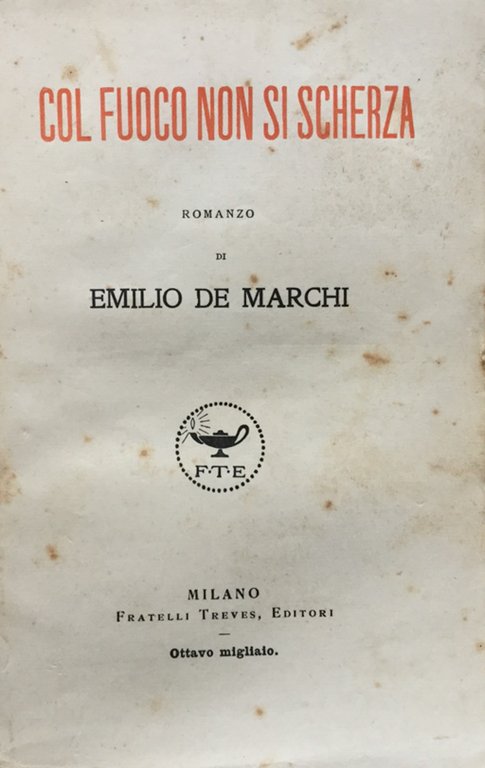 COL FUOCO NON SI SCHERZA
ROMANZO
DI
EMILIO DE MARCHI
F·T·E
MILANO
FRATELLI TREVES, EDITORI
Ottavo migliaio.